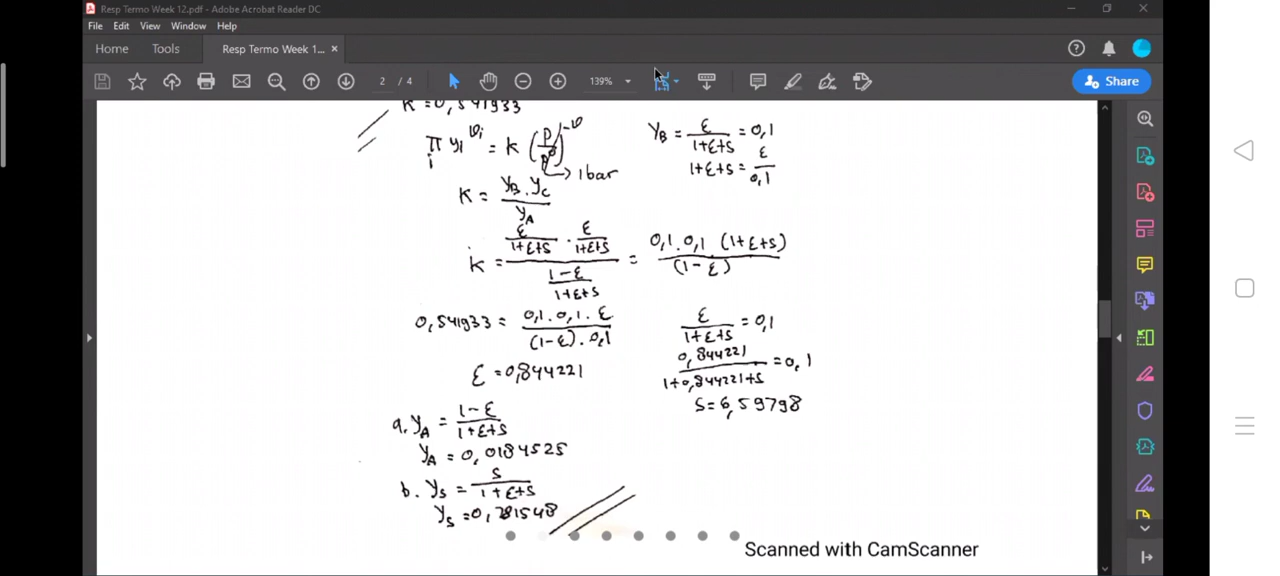 Resp Termo Week 12.pdf - Adobe Acrobat Reader DC
File Edit View Window Help
Home Tools Resp Termo Week 1... ×
2 / 4 139% Share
K = 0,541933
π_i yi^νi = K (P/P°)^-ν
→ 1 bar
K = (yB . yC) / yA
K = (ε/(1+ε+S) . ε/(1+ε+S)) / ((1-ε)/(1+ε+S)) = (0,1 . 0,1 (1+ε+S)) / (1-ε)
0,541933 = (0,1 . 0,1 . ε) / ((1-ε) . 0,1)
ε = 0,844221
a. yA = (1-ε) / (1+ε+S)
yA = 0,0184525
b. yS = S / (1+ε+S)
yS = 0,781548
yB = ε / (1+ε+S) = 0,1
1+ε+S = ε / 0,1
ε / (1+ε+S) = 0,1
0,844221 / (1+0,844221+S) = 0,1
S = 6,59798
Scanned with CamScanner